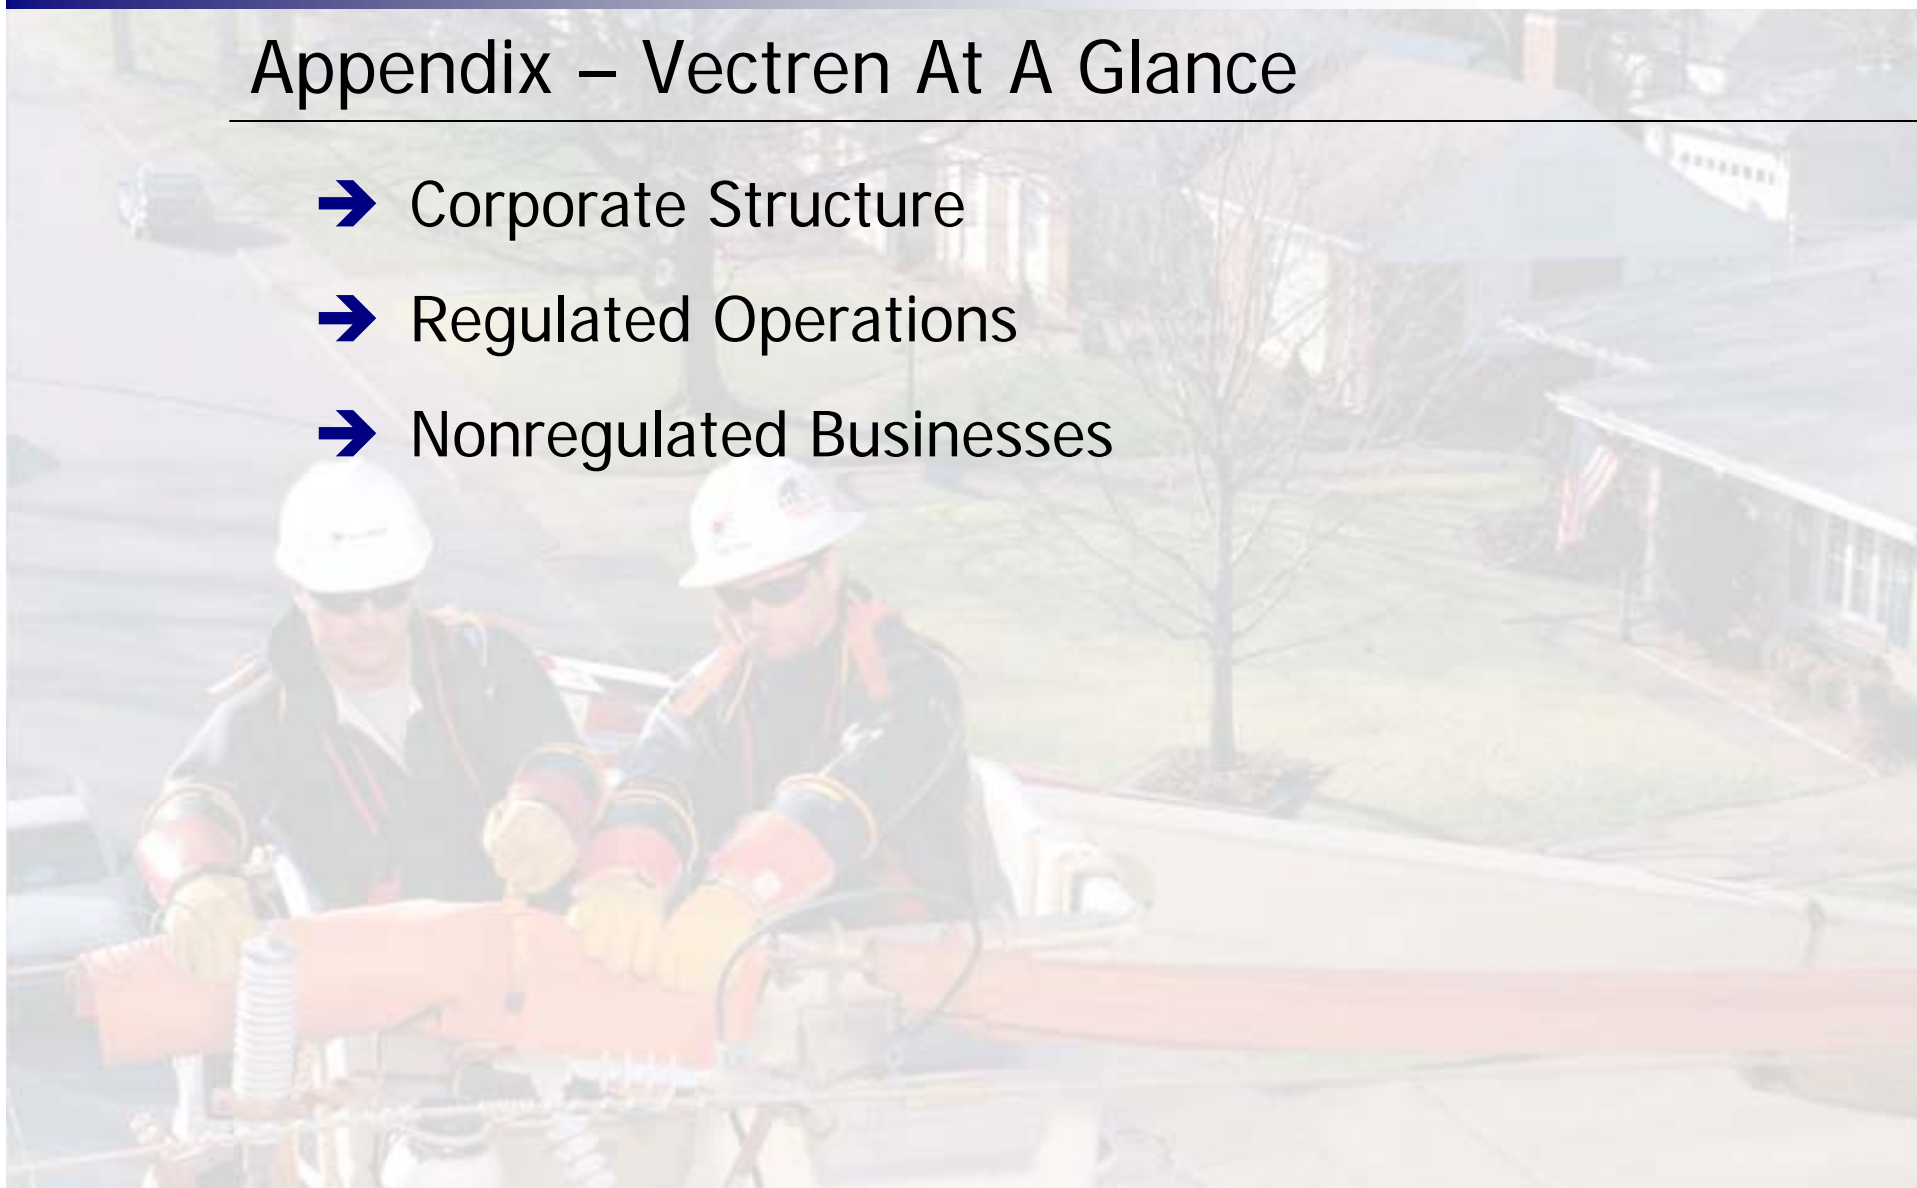 Appendix – Vectren At A Glance
Corporate Structure
Regulated Operations
Nonregulated Businesses